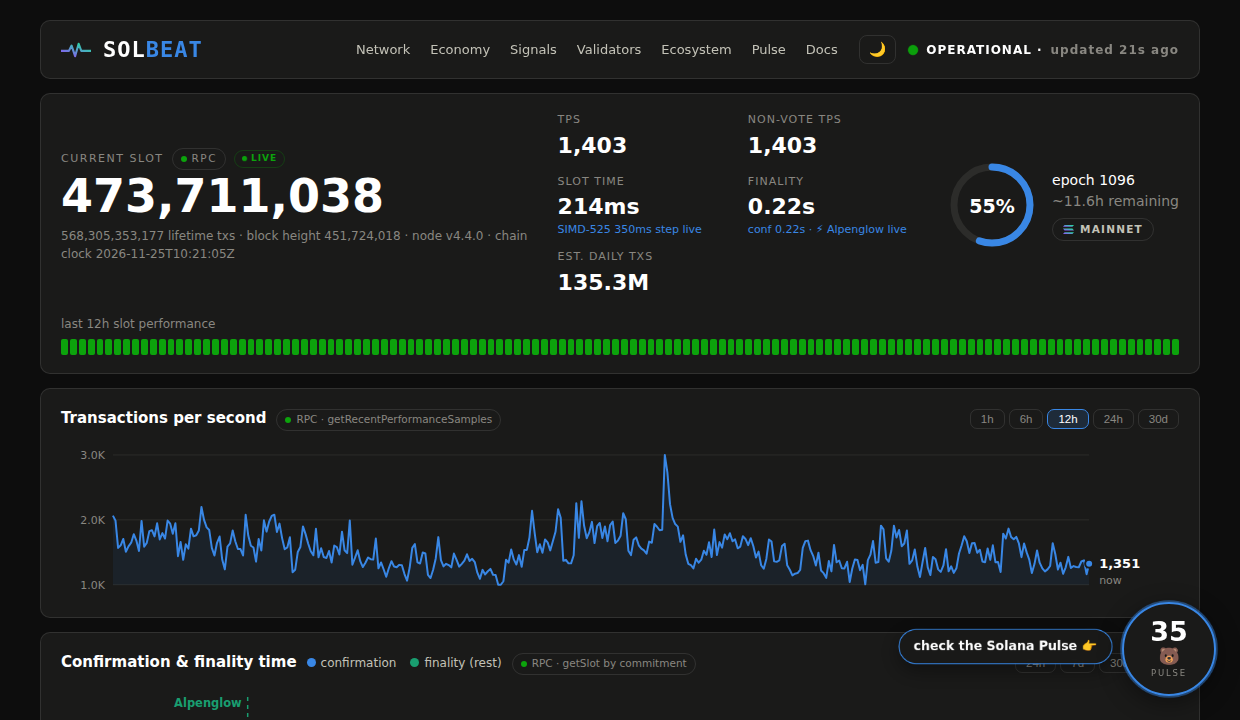 SOLBEAT
Network Economy Signals Validators Ecosystem Pulse Docs 🌙 OPERATIONAL · updated 21s ago
CURRENT SLOT RPC LIVE
473,711,038
568,305,353,177 lifetime txs · block height 451,724,018 · node v4.4.0 · chain
clock 2026-11-25T10:21:05Z
TPS
1,403
NON-VOTE TPS
1,403
SLOT TIME
214ms
SIMD-525 350ms step live
FINALITY
0.22s
conf 0.22s · ⚡ Alpenglow live
EST. DAILY TXS
135.3M
55%
epoch 1096
~11.6h remaining
MAINNET
last 12h slot performance
Transactions per second RPC · getRecentPerformanceSamples
1h 6h 12h 24h 30d
3.0K
2.0K
1.0K
1,351
now
Confirmation & finality time confirmation finality (rest) RPC · getSlot by commitment
Alpenglow
check the Solana Pulse 👉
35
🐻
PULSE